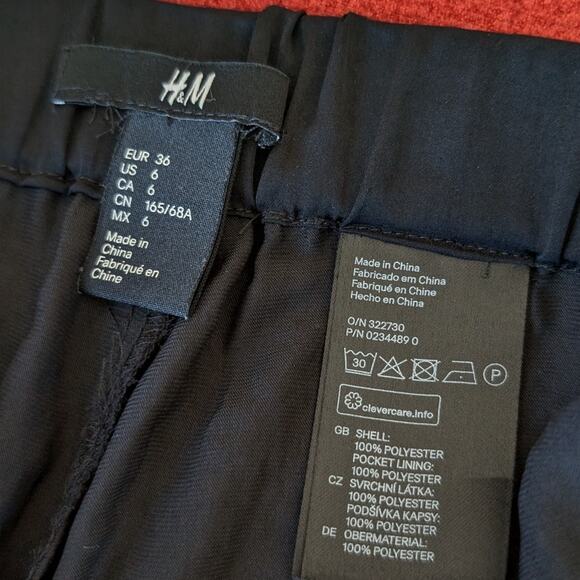 H&M
EUR 36
US 6
CA 6
CN 165/68A
MX 6
Made in
China
Fabriqué en
Chine
Made in China
Fabricado em China
Fabriqué en Chine
Hecho en China
O/N 322730
P/N 0234489 0
30
P
clevercare.info
GB SHELL:
100% POLYESTER
POCKET LINING:
100% POLYESTER
CZ SVRCHNÍ LÁTKA:
100% POLYESTER
PODŠÍVKA KAPSY:
100% POLYESTER
DE OBERMATERIAL:
100% POLYESTER